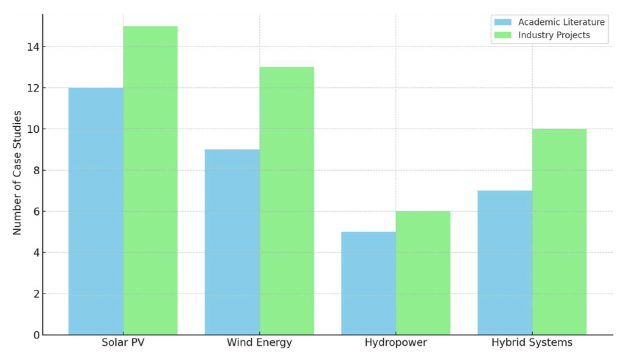 Academic Literature
Industry Projects
Number of Case Studies
14
12
10
8
6
4
2
0
Solar PV
Wind Energy
Hydropower
Hybrid Systems